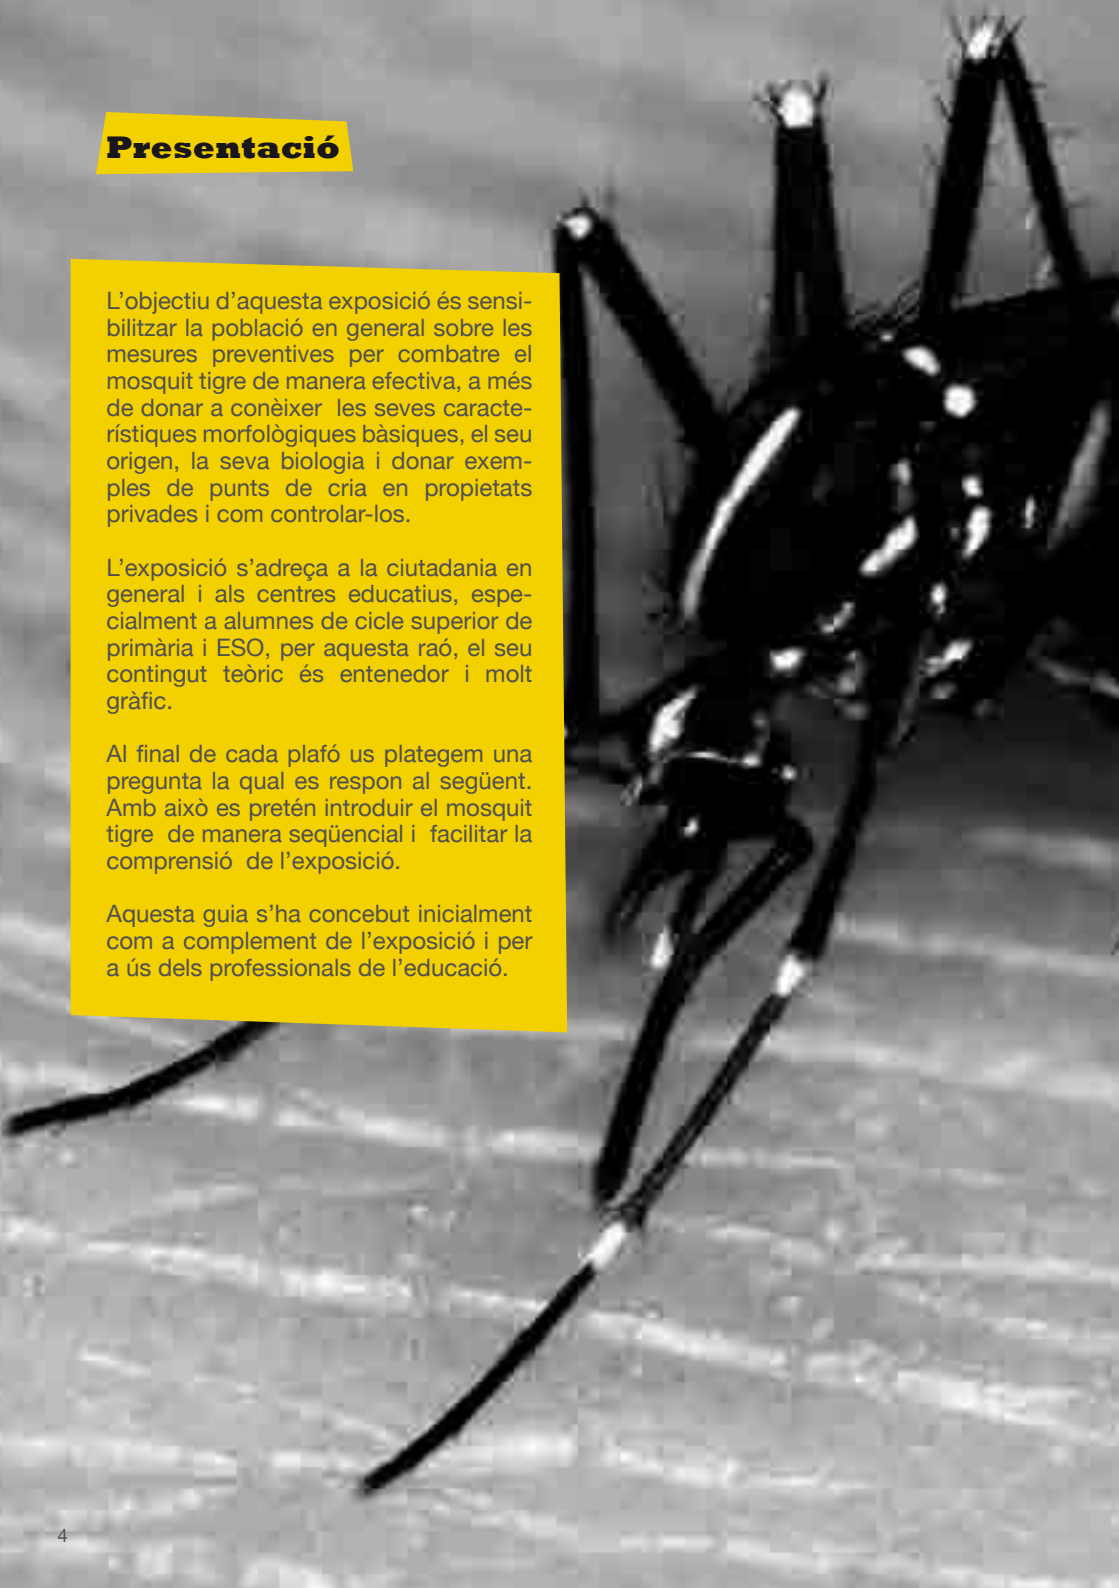 Presentació
L’objectiu d’aquesta exposició és sensi-
bilitzar la població en general sobre les
mesures preventives per combatre el
mosquit tigre de manera efectiva, a més
de donar a conèixer les seves caracte-
rístiques morfològiques bàsiques, el seu
origen, la seva biologia i donar exem-
ples de punts de cria en propietats
privades i com controlar-los.
L’exposició s’adreça a la ciutadania en
general i als centres educatius, espe-
cialment a alumnes de cicle superior de
primària i ESO, per aquesta raó, el seu
contingut teòric és entenedor i molt
gràfic.
Al final de cada plafó us plategem una
pregunta la qual es respon al següent.
Amb això es pretén introduir el mosquit
tigre de manera seqüencial i facilitar la
comprensió de l’exposició.
Aquesta guia s’ha concebut inicialment
com a complement de l’exposició i per
a ús dels professionals de l’educació.
4